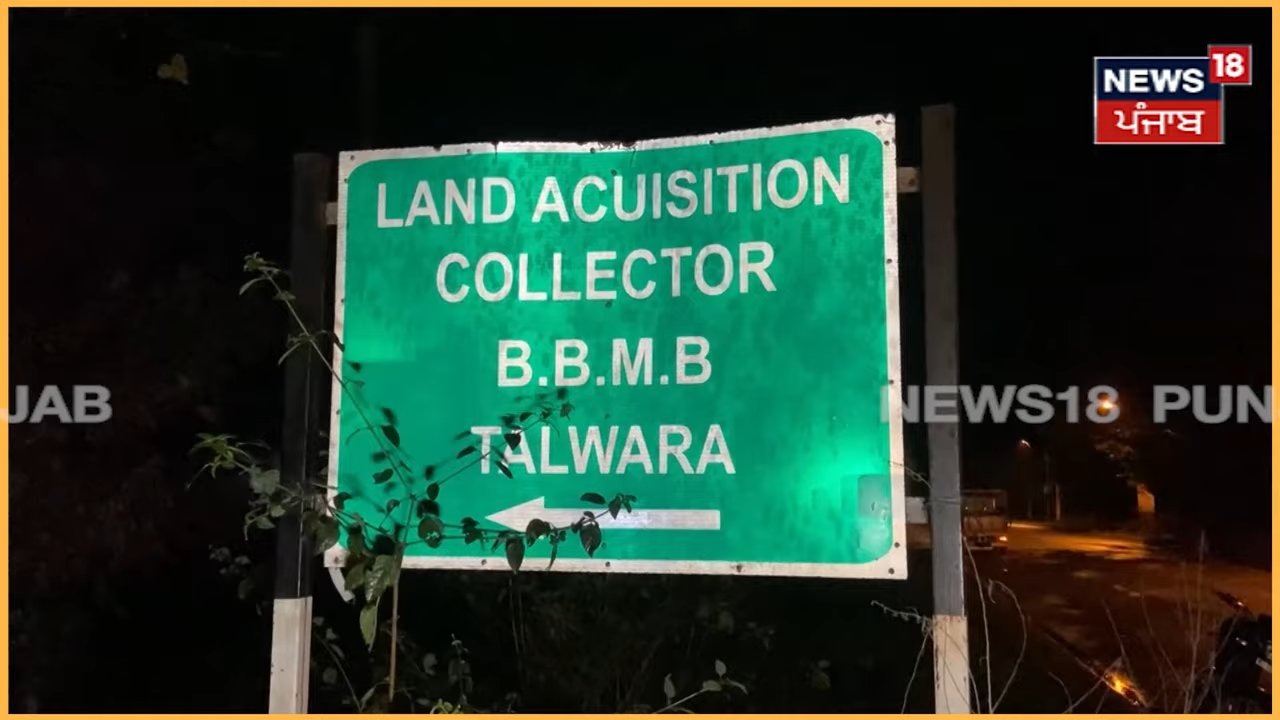 NEWS 18
ਪੰਜਾਬ
LAND ACUISITION
COLLECTOR
B.B.M.B
TALWARA
JAB
NEWS18 PUN